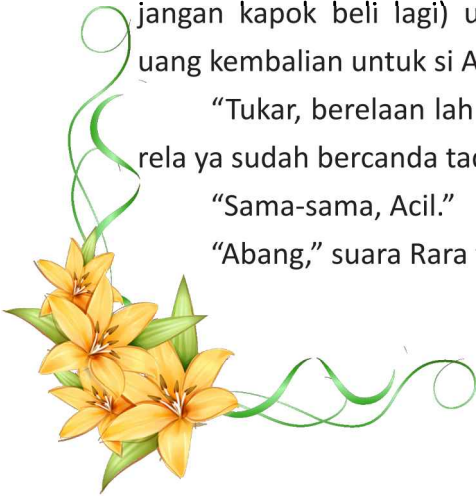 jangan kapok beli lagi) u
uang kembalian untuk si A
“Tukar, berelaan lah
rela ya sudah bercanda tad
“Sama-sama, Acil.”
“Abang,” suara Rara